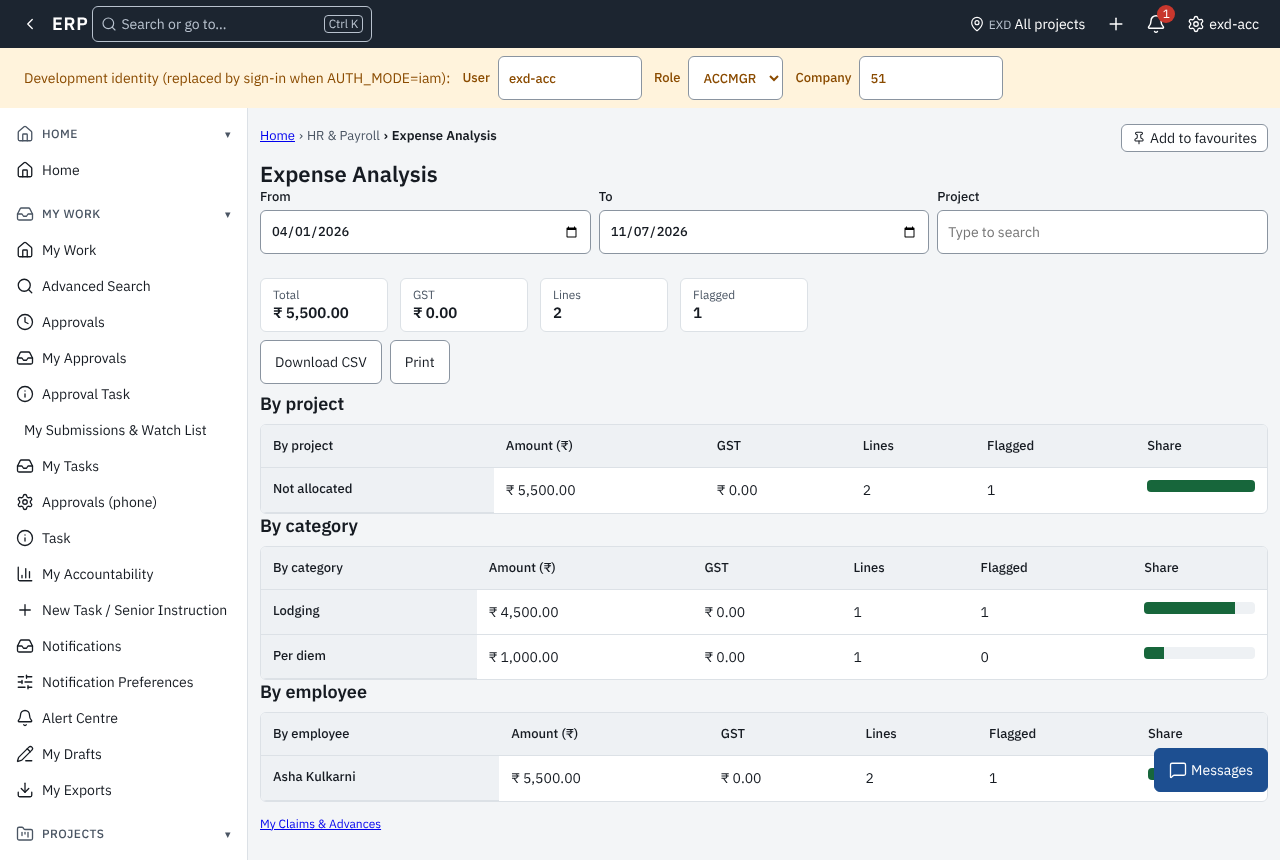 ERP Search or go to... Ctrl K EXD All projects 1 exd-acc
Development identity (replaced by sign-in when AUTH_MODE=iam): User exd-acc Role ACCMGR Company 51
HOME
Home
MY WORK
My Work
Advanced Search
Approvals
My Approvals
Approval Task
My Submissions & Watch List
My Tasks
Approvals (phone)
Task
My Accountability
New Task / Senior Instruction
Notifications
Notification Preferences
Alert Centre
My Drafts
My Exports
PROJECTS
Home › HR & Payroll › Expense Analysis
Add to favourites
Expense Analysis
From To Project
04/01/2026 11/07/2026 Type to search
Total GST Lines Flagged
₹ 5,500.00 ₹ 0.00 2 1
Download CSV Print
By project
By project Amount (₹) GST Lines Flagged Share
Not allocated ₹ 5,500.00 ₹ 0.00 2 1
By category
By category Amount (₹) GST Lines Flagged Share
Lodging ₹ 4,500.00 ₹ 0.00 1 1
Per diem ₹ 1,000.00 ₹ 0.00 1 0
By employee
By employee Amount (₹) GST Lines Flagged Share
Asha Kulkarni ₹ 5,500.00 ₹ 0.00 2 1
Messages
My Claims & Advances